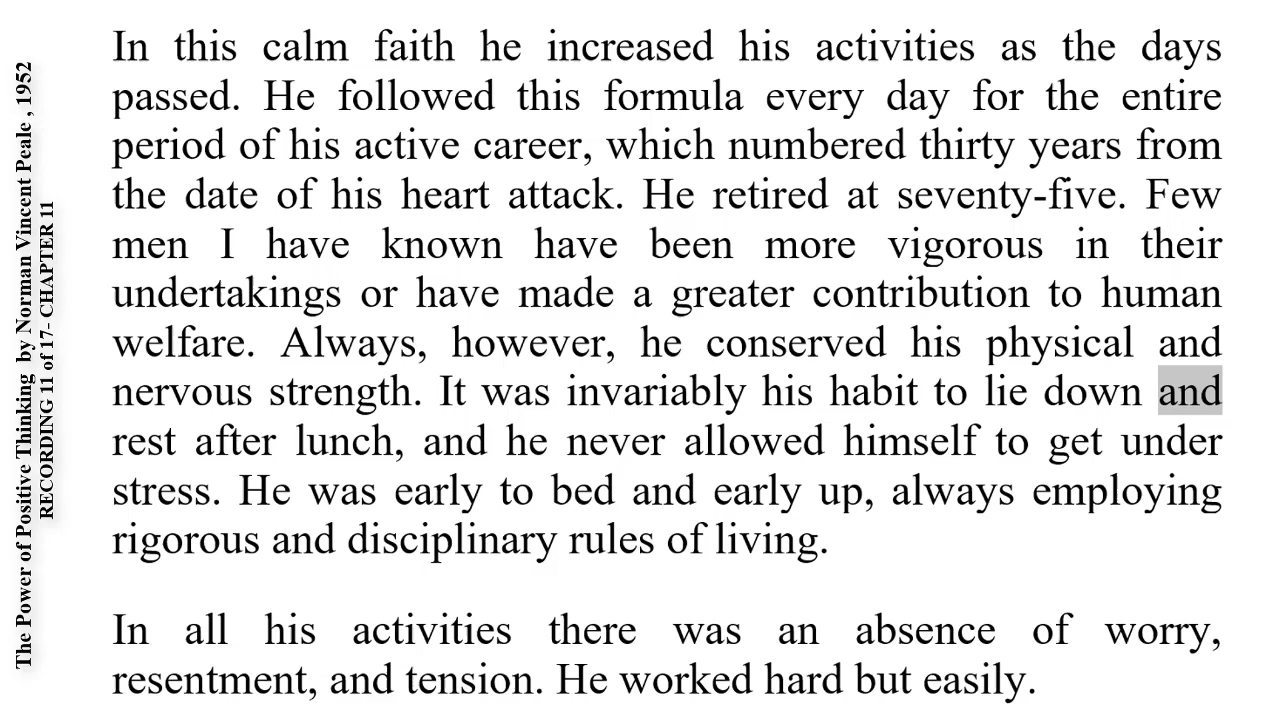 The Power of Positive Thinking by Norman Vincent Peale , 1952
RECORDING 11 of 17- CHAPTER 11
In this calm faith he increased his activities as the days
passed. He followed this formula every day for the entire
period of his active career, which numbered thirty years from
the date of his heart attack. He retired at seventy-five. Few
men I have known have been more vigorous in their
undertakings or have made a greater contribution to human
welfare. Always, however, he conserved his physical and
nervous strength. It was invariably his habit to lie down and
rest after lunch, and he never allowed himself to get under
stress. He was early to bed and early up, always employing
rigorous and disciplinary rules of living.
In all his activities there was an absence of worry,
resentment, and tension. He worked hard but easily.